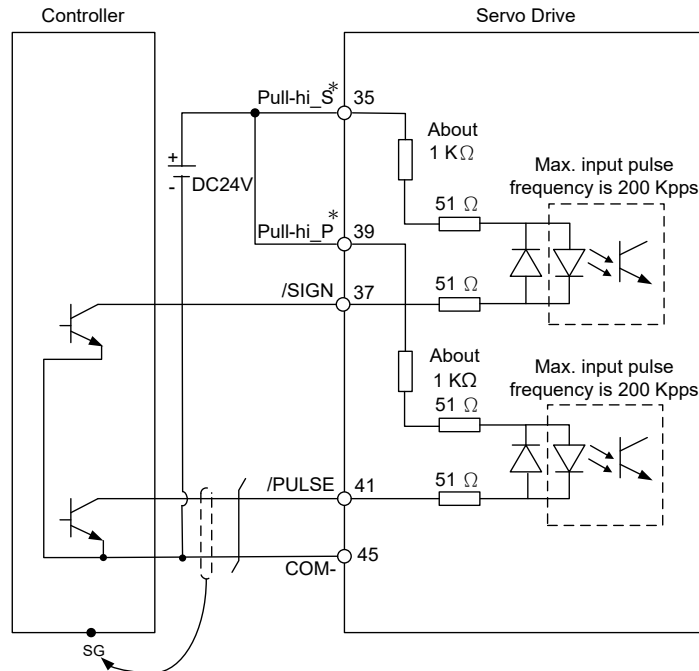 Controller
Servo Drive
Pull-hi_S*
35
About
1 KΩ
+
-
DC24V
Max. input pulse
frequency is 200 Kpps
51 Ω
Pull-hi_P*
39
/SIGN
37
51 Ω
About
1 KΩ
Max. input pulse
frequency is 200 Kpps
51 Ω
/PULSE
41
51 Ω
COM-
45
SG